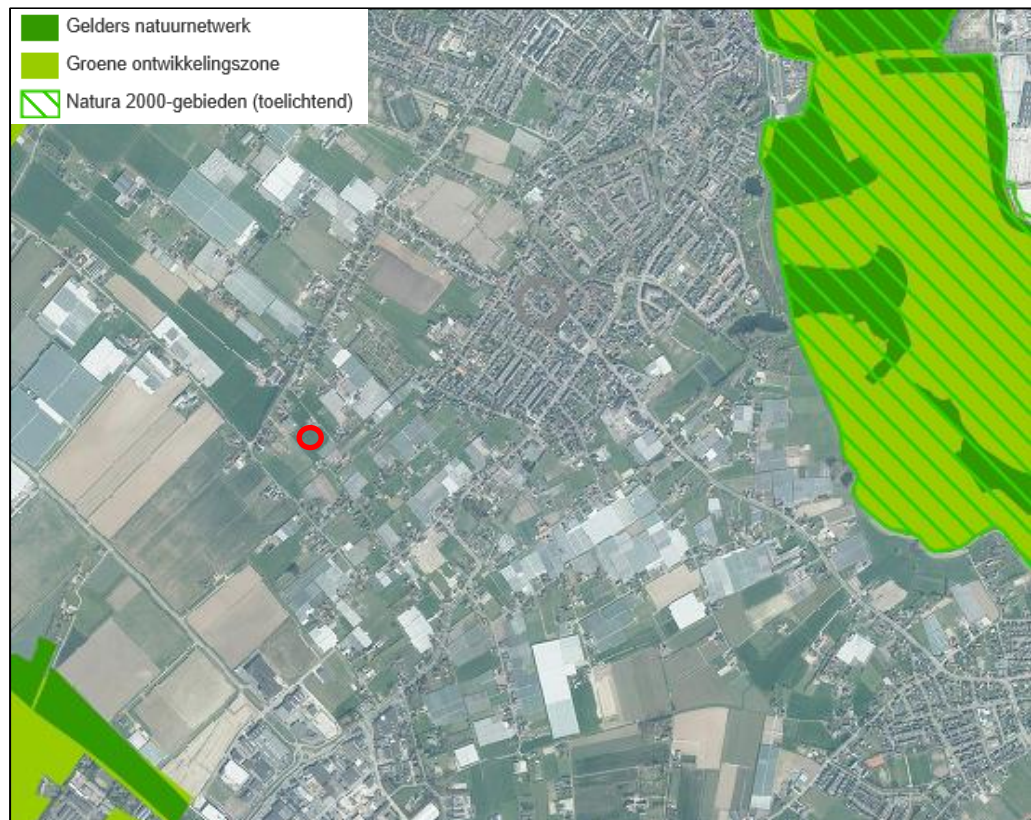 Gelders natuurnetwerk
Groene ontwikkelingszone
Natura 2000-gebieden (toelichtend)